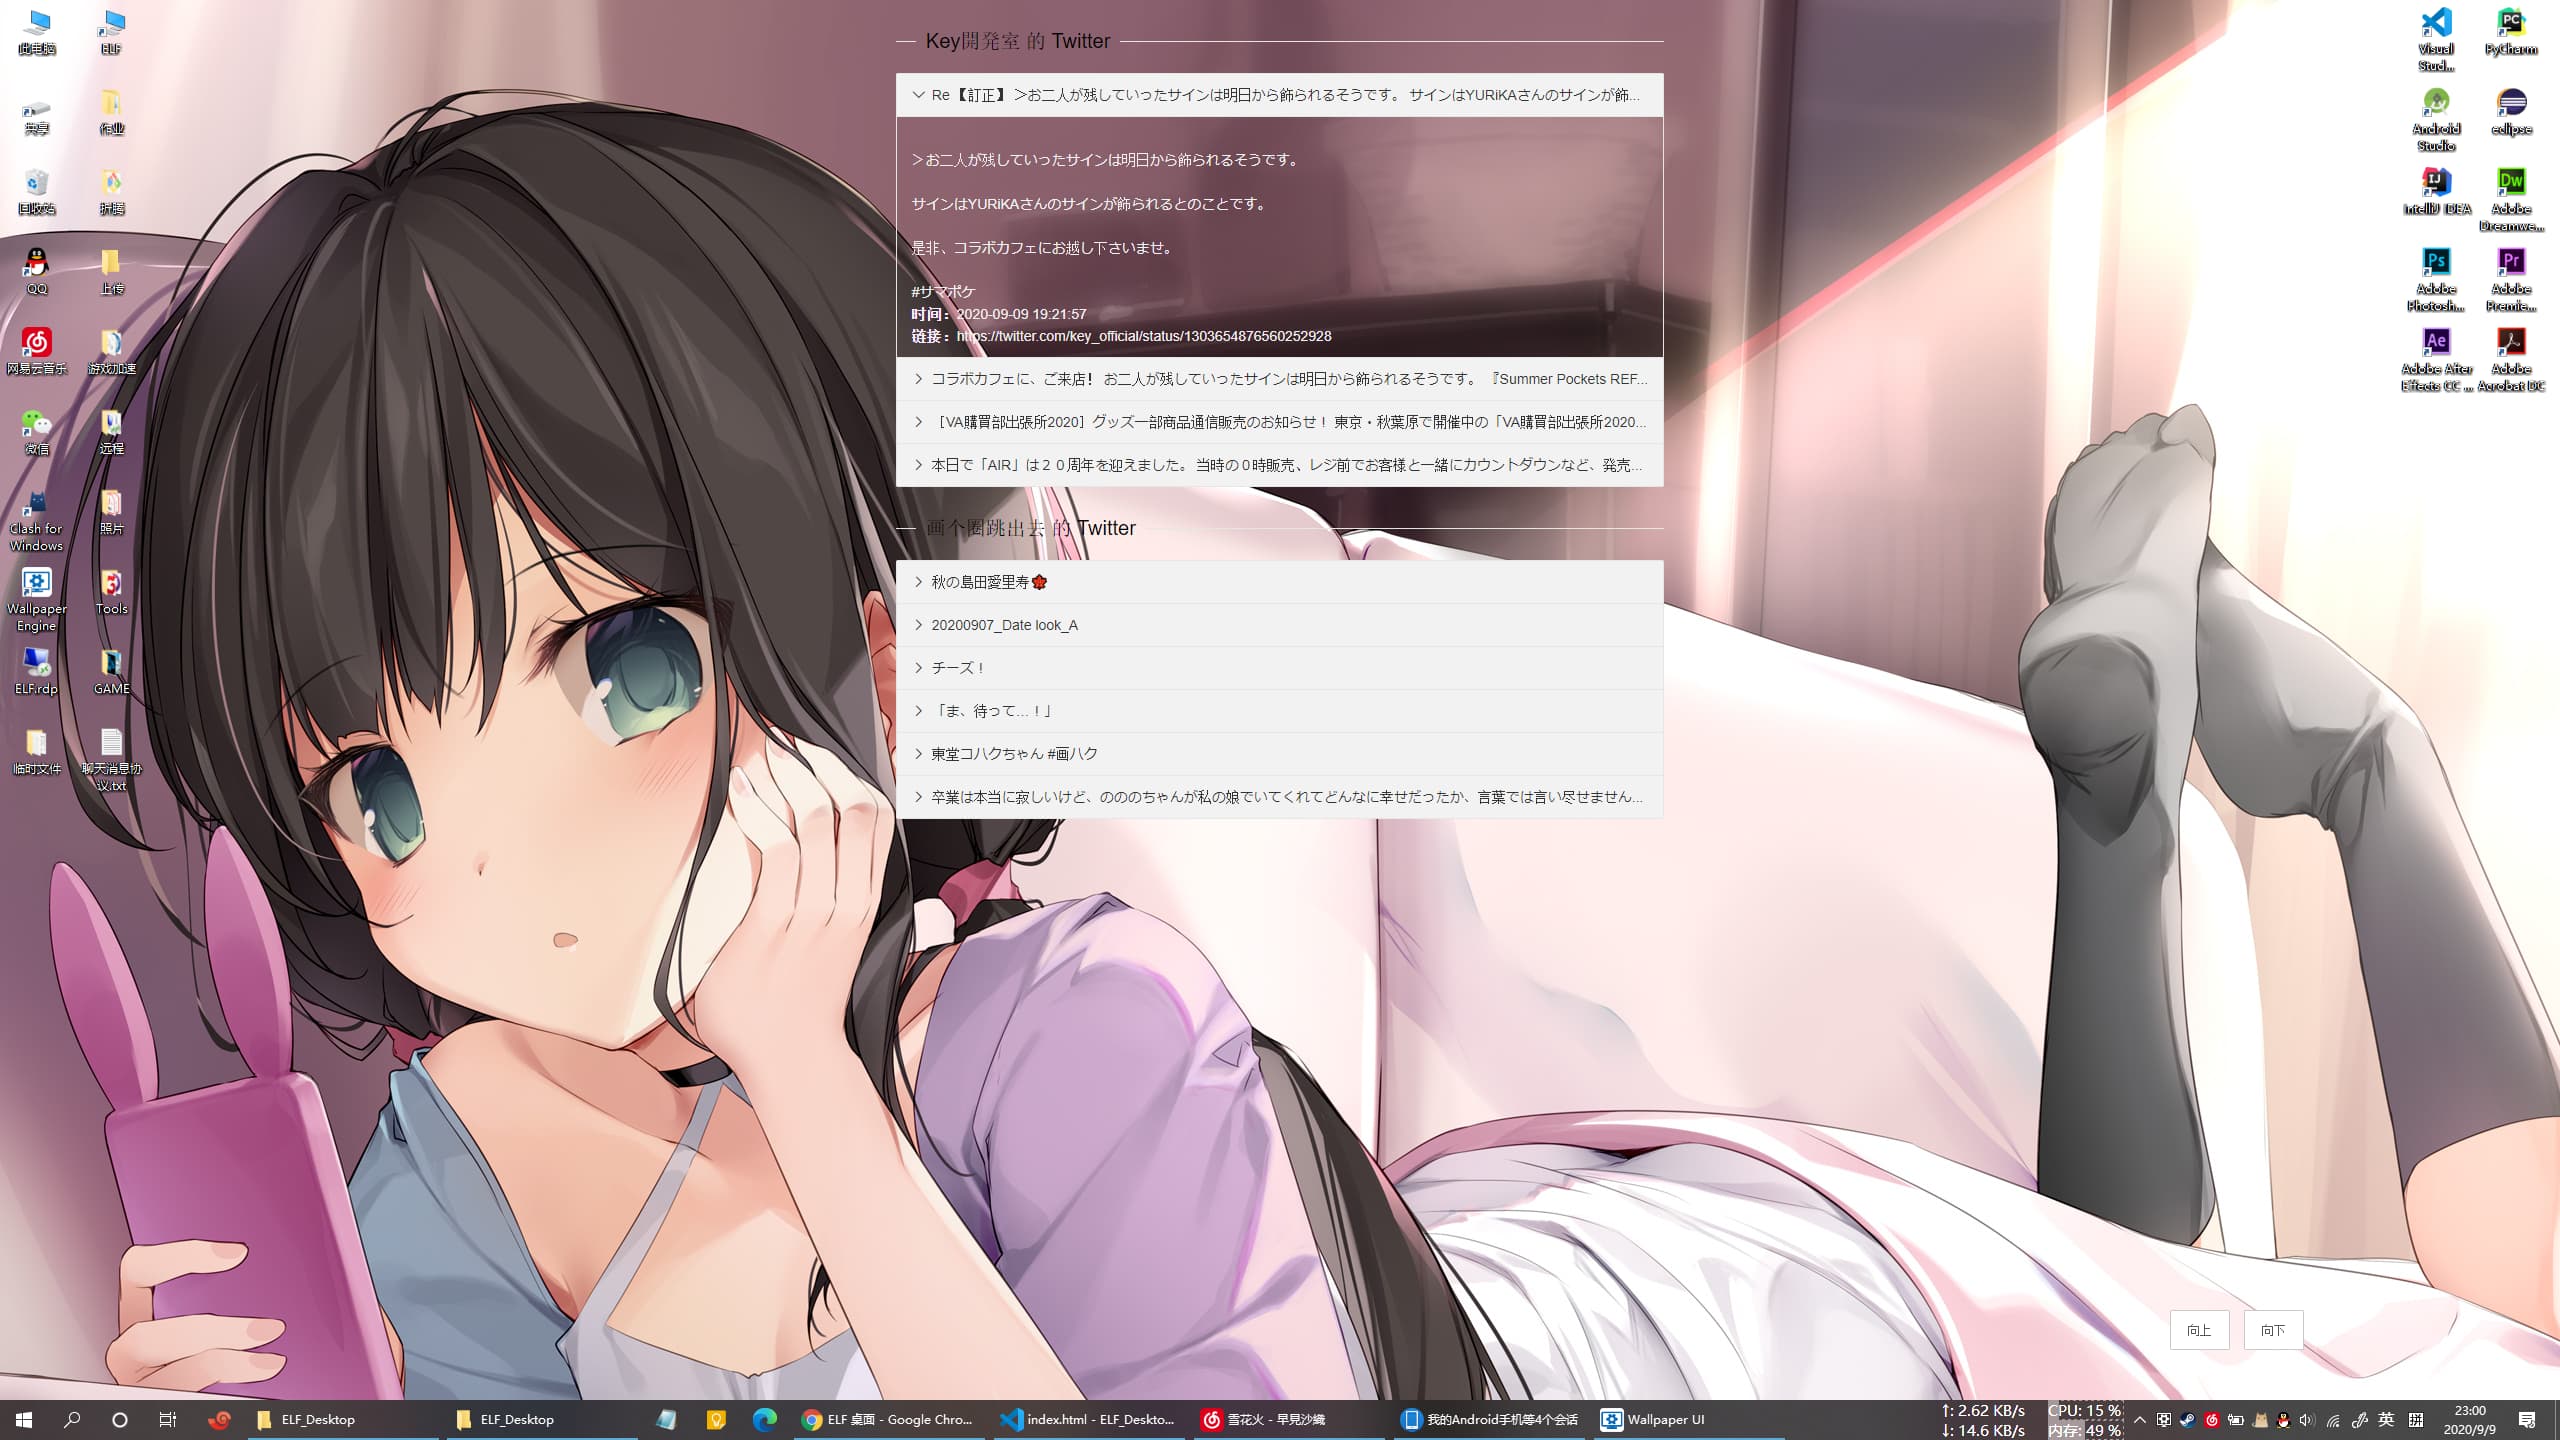 此电脑
ELF
共享
作业
回收站
折腾
QQ
上传
网易云音乐
游戏加速
微信
远程
Clash for
Windows
照片
Wallpaper
Engine
Tools
ELF.rdp
GAME
临时文件
聊天消息协
议.txt
Key開発室 的 Twitter
Re【訂正】 ＞お二人が残していったサインは明日から飾られるそうです。 サインはYURiKAさんのサインが飾...
＞お二人が残していったサインは明日から飾られるそうです。
サインはYURiKAさんのサインが飾られるとのことです。
是非、コラボカフェにお越し下さいませ。
#サマポケ
时间：2020-09-09 19:21:57
链接：https://twitter.com/key_official/status/1303654876560252928
コラボカフェに、ご来店！ お二人が残していったサインは明日から飾られるそうです。 『Summer Pockets REF...
［VA購買部出張所2020］グッズ一部商品通信販売のお知らせ！ 東京・秋葉原で開催中の「VA購買部出張所2020...
本日で「AIR」は２０周年を迎えました。 当時の０時販売、レジ前でお客様と一緒にカウントダウンなど、発売...
画个圈跳出去 的 Twitter
秋の島田愛里寿
20200907_Date look_A
チーズ！
「ま、待って…！」
東堂コハクちゃん #画ハク
卒業は本当に寂しいけど、のののちゃんが私の娘でいてくれてどんなに幸せだったか、言葉では言い尽せません...
Visual
Stud...
PyCharm
Android
Studio
eclipse
IntelliJ IDEA
Adobe
Dreamwe...
Adobe
Photosh...
Adobe
Premie...
Adobe After
Effects CC ...
Adobe
Acrobat DC
向上
向下
ELF_Desktop
ELF_Desktop
ELF 桌面 - Google Chro...
index.html - ELF_Deskto...
雪花火 - 早見沙織
我的Android手机等4个会话
Wallpaper UI
↑: 2.62 KB/s
↓: 14.6 KB/s
CPU: 15 %
内存: 49 %
英
23:00
2020/9/9